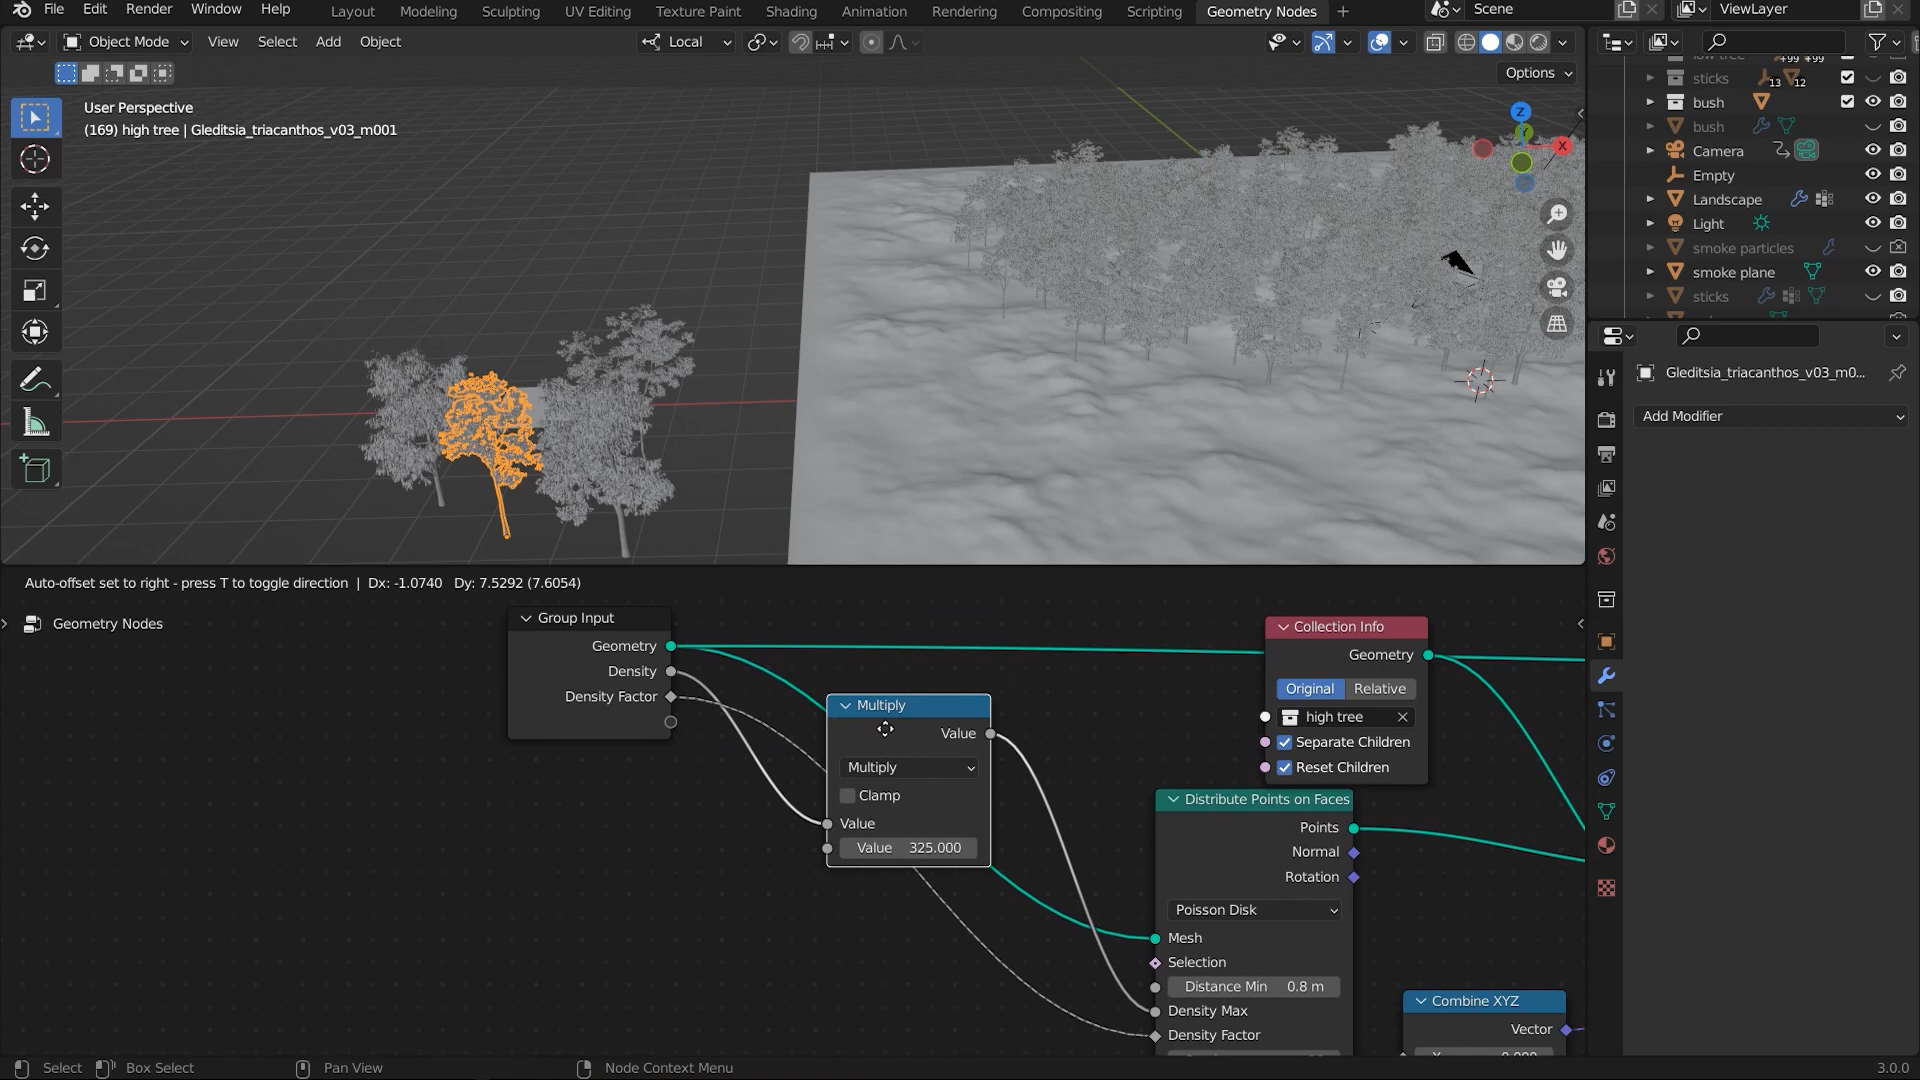 File Edit Render Window Help
Layout Modeling Sculpting UV Editing Texture Paint Shading Animation Rendering Compositing Scripting Geometry Nodes +
Scene ViewLayer
Object Mode View Select Add Object Local
Options
User Perspective
(169) high tree | Gleditsia_triacanthos_v03_m001
Z
Y
X
+99 +99
sticks 13 12
bush
bush
Camera
Empty
Landscape
Light
smoke particles
smoke plane
sticks
Gleditsia_triacanthos_v03_m0...
Add Modifier
Auto-offset set to right - press T to toggle direction | Dx: -1.0740 Dy: 7.5292 (7.6054)
Geometry Nodes
Group Input
Geometry
Density
Density Factor
Multiply
Value
Multiply
Clamp
Value
Value 325.000
Collection Info
Geometry
Original Relative
high tree
Separate Children
Reset Children
Distribute Points on Faces
Points
Normal
Rotation
Poisson Disk
Mesh
Selection
Distance Min 0.8 m
Density Max
Density Factor
Combine XYZ
Vector
Select Box Select Pan View Node Context Menu 3.0.0